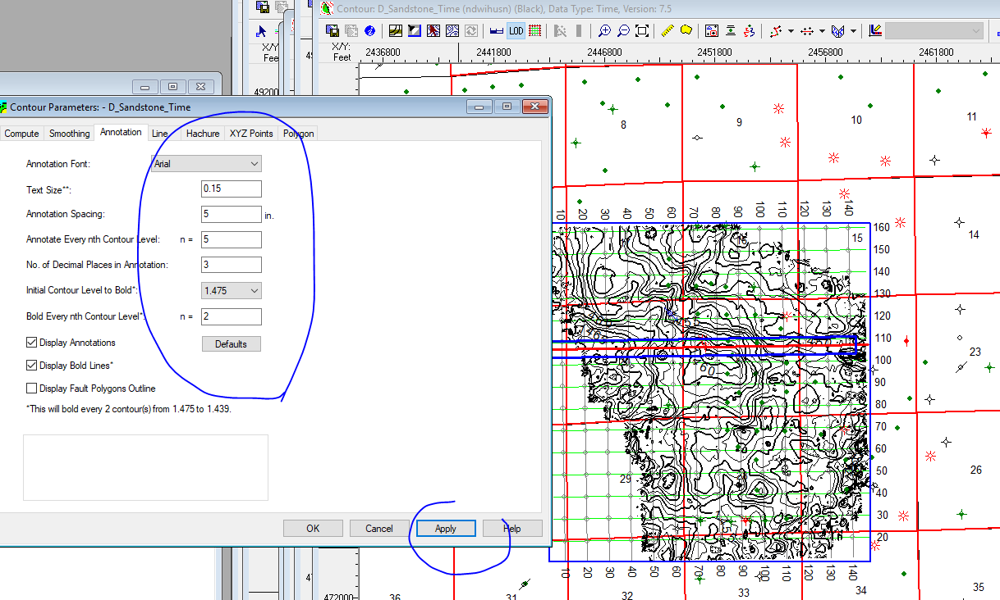 Contour: D_Sandstone_Time (ndwihusn) (Black), Data Type: Time, Version: 7.5
LOD
X/Y:
Feet
X/Y:
Feet
2436800 2441800 2446800 2451800 2456800 2461800
49200
Contour Parameters: - D_Sandstone_Time
Compute Smoothing Annotation Line Hachure XYZ Points Polygon
Annotation Font: Arial
Text Size**: 0.15
Annotation Spacing: 5 in.
Annotate Every nth Contour Level: n = 5
No. of Decimal Places in Annotation: 3
Initial Contour Level to Bold*: 1.475
Bold Every nth Contour Level* n = 2
Display Annotations Defaults
Display Bold Lines*
Display Fault Polygons Outline
*This will bold every 2 contour(s) from 1.475 to 1.439.
OK Cancel Apply Help
8 9 10 11
10 20 30 40 50 60 70 80 90 100 110 120 130 140
15 14
160
150
140
130
120
110
100
90
80
70
60
50
40
30
20
23
29 26
10 20 30 40 50 60 70 80 90 100 110 120 130 140
36 31 32 33 34 35
472000